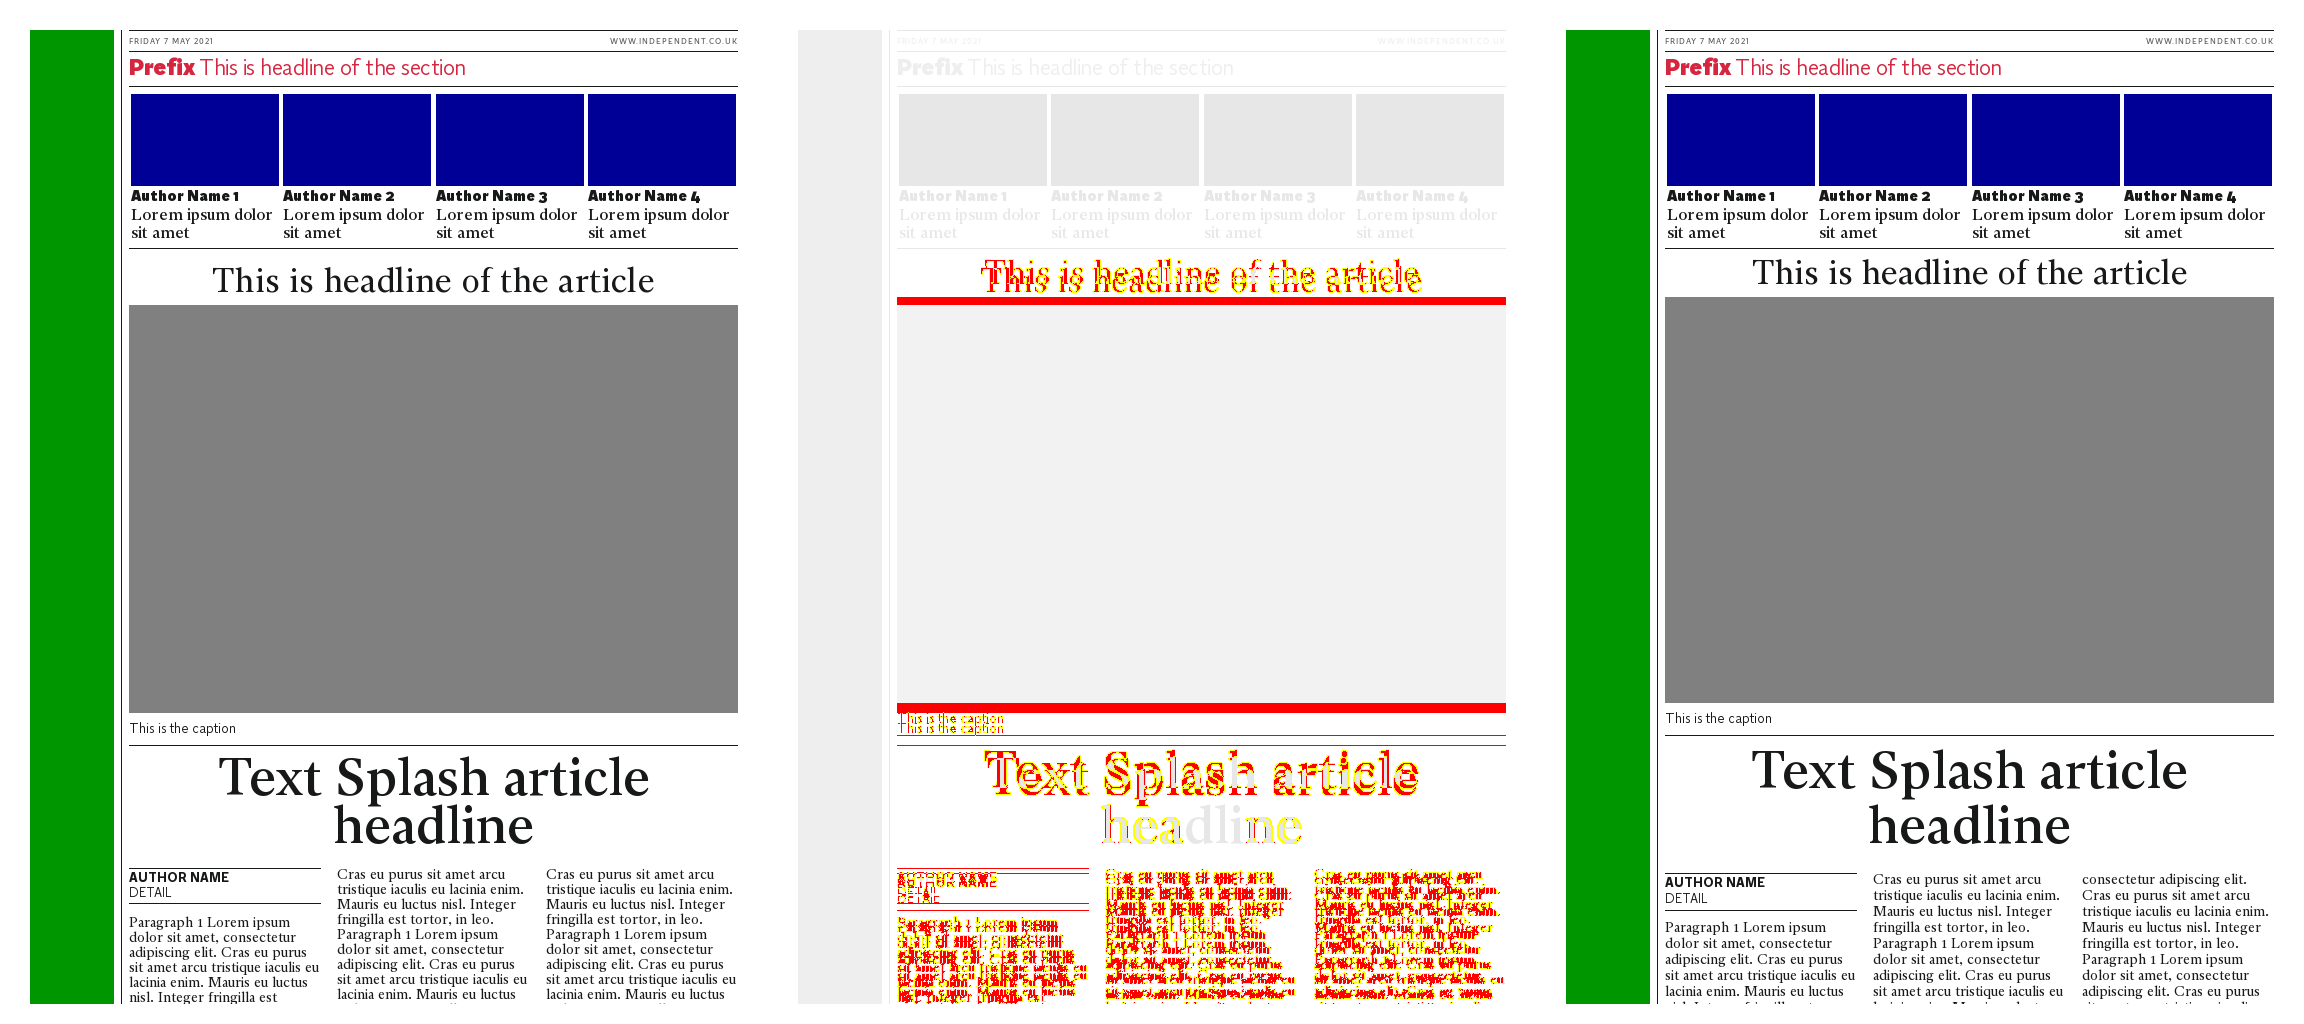 FRIDAY 7 MAY 2021
WWW.INDEPENDENT.CO.UK
Prefix This is headline of the section
Author Name 1
Lorem ipsum dolor
sit amet
Author Name 2
Lorem ipsum dolor
sit amet
Author Name 3
Lorem ipsum dolor
sit amet
Author Name 4
Lorem ipsum dolor
sit amet
This is headline of the article
This is the caption
Text Splash article
headline
AUTHOR NAME
DETAIL
Paragraph 1 Lorem ipsum
dolor sit amet, consectetur
adipiscing elit. Cras eu purus
sit amet arcu tristique iaculis eu
lacinia enim. Mauris eu luctus
nisl. Integer fringilla est
Cras eu purus sit amet arcu
tristique iaculis eu lacinia enim.
Mauris eu luctus nisl. Integer
fringilla est tortor, in leo.
Paragraph 1 Lorem ipsum
dolor sit amet, consectetur
adipiscing elit. Cras eu purus
sit amet arcu tristique iaculis eu
lacinia enim. Mauris eu luctus
Cras eu purus sit amet arcu
tristique iaculis eu lacinia enim.
Mauris eu luctus nisl. Integer
fringilla est tortor, in leo.
Paragraph 1 Lorem ipsum
dolor sit amet, consectetur
adipiscing elit. Cras eu purus
sit amet arcu tristique iaculis eu
lacinia enim. Mauris eu luctus
FRIDAY 7 MAY 2021
WWW.INDEPENDENT.CO.UK
Prefix This is headline of the section
Author Name 1
Lorem ipsum dolor
sit amet
Author Name 2
Lorem ipsum dolor
sit amet
Author Name 3
Lorem ipsum dolor
sit amet
Author Name 4
Lorem ipsum dolor
sit amet
This is headline of the article
This is the caption
This is the caption
Text Splash article
headline
FRIDAY 7 MAY 2021
WWW.INDEPENDENT.CO.UK
Prefix This is headline of the section
Author Name 1
Lorem ipsum dolor
sit amet
Author Name 2
Lorem ipsum dolor
sit amet
Author Name 3
Lorem ipsum dolor
sit amet
Author Name 4
Lorem ipsum dolor
sit amet
This is headline of the article
This is the caption
Text Splash article
headline
AUTHOR NAME
DETAIL
Paragraph 1 Lorem ipsum
dolor sit amet, consectetur
adipiscing elit. Cras eu purus
sit amet arcu tristique iaculis eu
lacinia enim. Mauris eu luctus
Cras eu purus sit amet arcu
tristique iaculis eu lacinia enim.
Mauris eu luctus nisl. Integer
fringilla est tortor, in leo.
Paragraph 1 Lorem ipsum
dolor sit amet, consectetur
adipiscing elit. Cras eu purus
sit amet arcu tristique iaculis eu
consectetur adipiscing elit.
Cras eu purus sit amet arcu
tristique iaculis eu lacinia enim.
Mauris eu luctus nisl. Integer
fringilla est tortor, in leo.
Paragraph 1 Lorem ipsum
dolor sit amet, consectetur
adipiscing elit. Cras eu purus